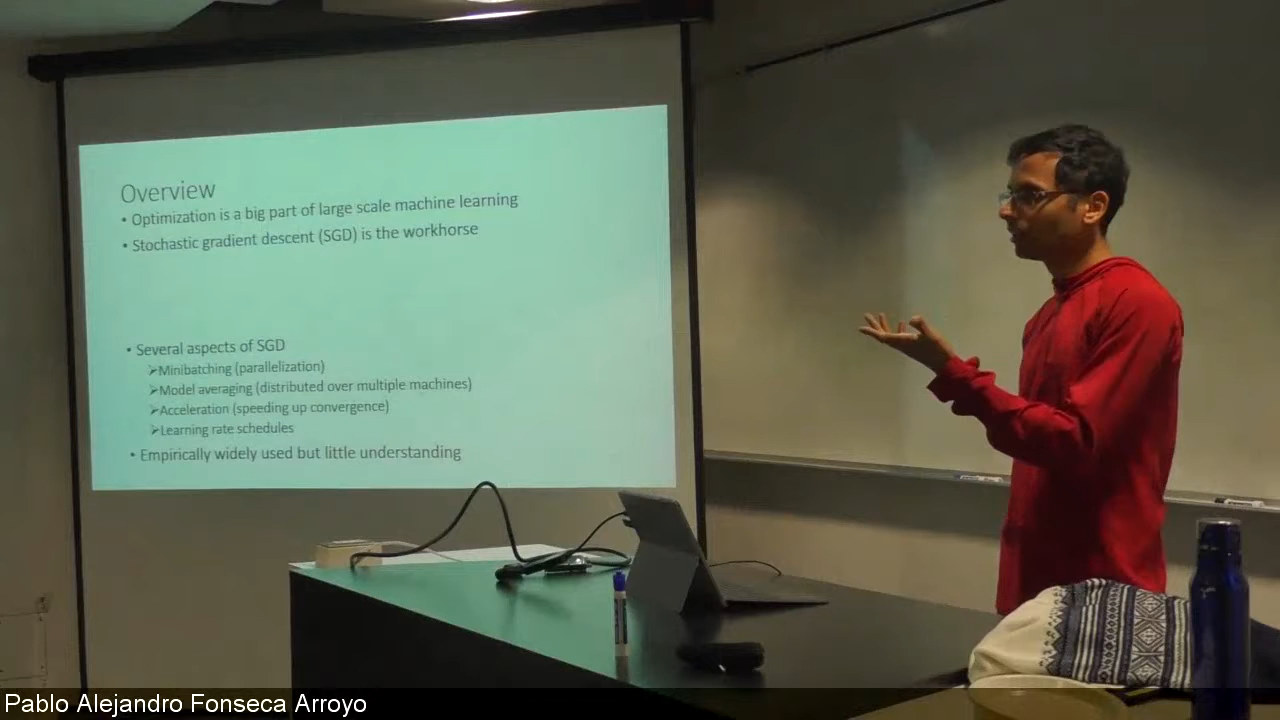 Overview
• Optimization is a big part of large scale machine learning
• Stochastic gradient descent (SGD) is the workhorse
• Several aspects of SGD
➢Minibatching (parallelization)
➢Model averaging (distributed over multiple machines)
➢Acceleration (speeding up convergence)
➢Learning rate schedules
• Empirically widely used but little understanding
Pablo Alejandro Fonseca Arroyo